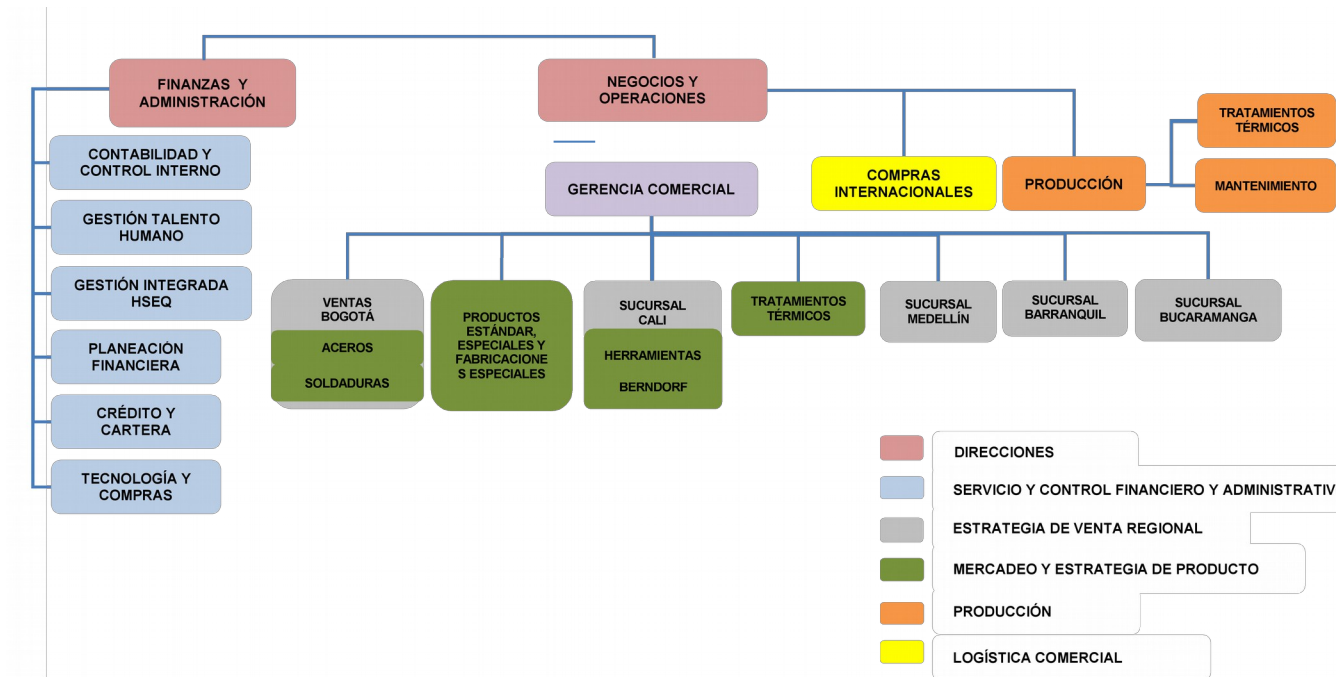 FINANZAS Y
ADMINISTRACIÓN
NEGOCIOS Y
OPERACIONES
CONTABILIDAD Y
CONTROL INTERNO
GESTIÓN TALENTO
HUMANO
GESTIÓN INTEGRADA
HSEQ
PLANEACIÓN
FINANCIERA
CRÉDITO Y
CARTERA
TECNOLOGÍA Y
COMPRAS
GERENCIA COMERCIAL
COMPRAS
INTERNACIONALES
PRODUCCIÓN
TRATAMIENTOS
TÉRMICOS
MANTENIMIENTO
VENTAS
BOGOTÁ
ACEROS
SOLDADURAS
PRODUCTOS
ESTÁNDAR,
ESPECIALES Y
FABRICACIONE
S ESPECIALES
SUCURSAL
CALI
HERRAMIENTAS
BERNDORF
TRATAMIENTOS
TÉRMICOS
SUCURSAL
MEDELLÍN
SUCURSAL
BARRANQUIL
SUCURSAL
BUCARAMANGA
DIRECCIONES
SERVICIO Y CONTROL FINANCIERO Y ADMINISTRATIV
ESTRATEGIA DE VENTA REGIONAL
MERCADEO Y ESTRATEGIA DE PRODUCTO
PRODUCCIÓN
LOGÍSTICA COMERCIAL